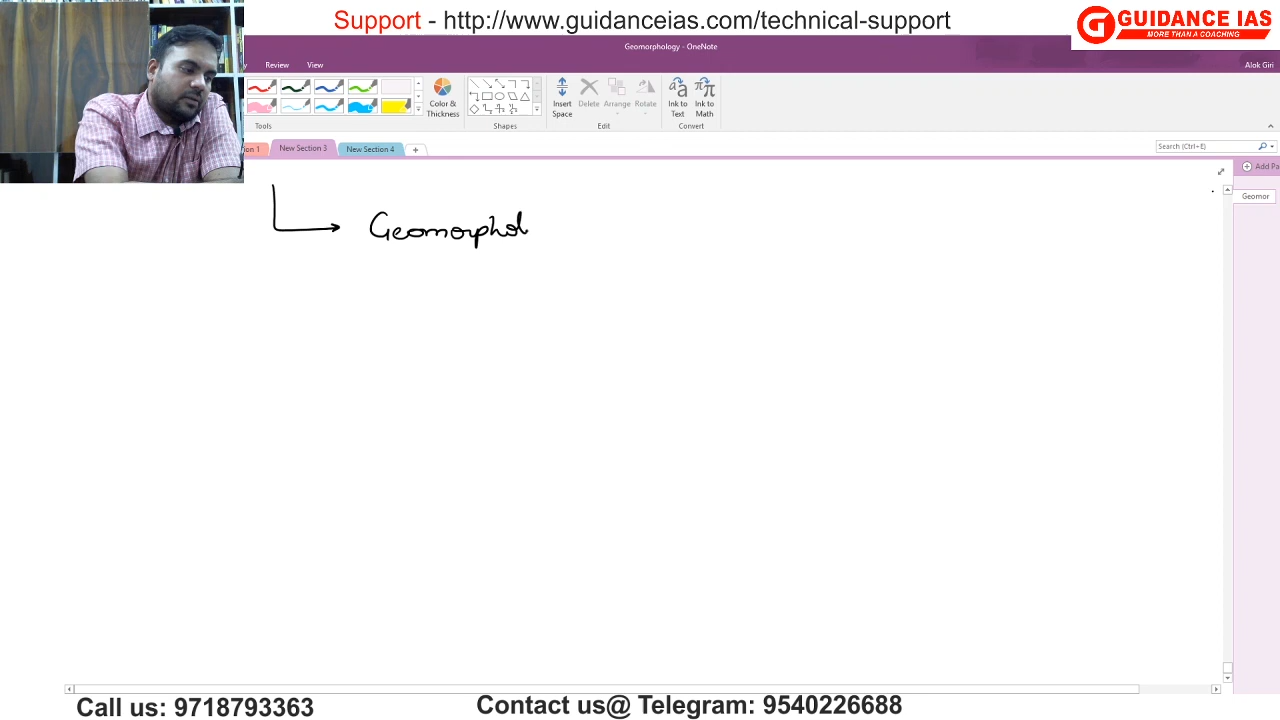 Support - http://www.guidanceias.com/technical-support
GUIDANCE IAS
MORE THAN A COACHING
Geomorphology - OneNote
Review View
Alok Giri
Color & Thickness
Insert Space
Delete Arrange Rotate
Ink to Text
Ink to Math
Tools Shapes Edit Convert
New Section 3 New Section 4 +
Search (Ctrl+E)
Add Pa
Geomor
Geomorphol
Call us: 9718793363
Contact us@ Telegram: 9540226688